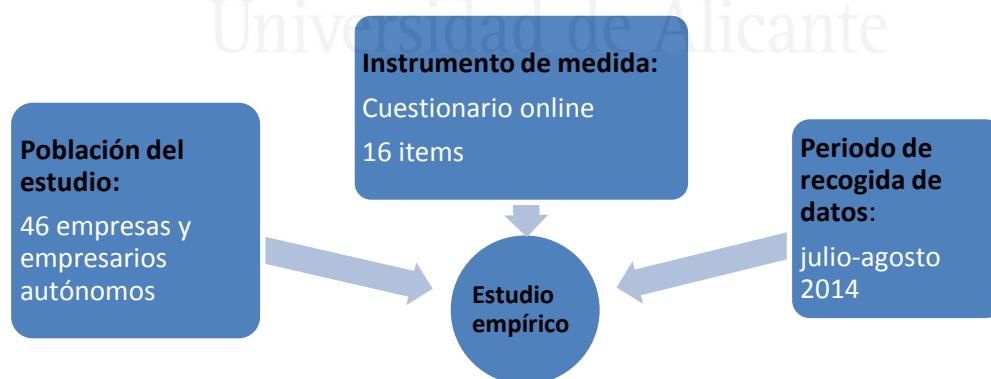 Universidad de Alicante
Instrumento de medida:
Cuestionario online
16 items
Población del
estudio:
46 empresas y
empresarios
autónomos
Periodo de
recogida de
datos:
julio-agosto
2014
Estudio
empírico